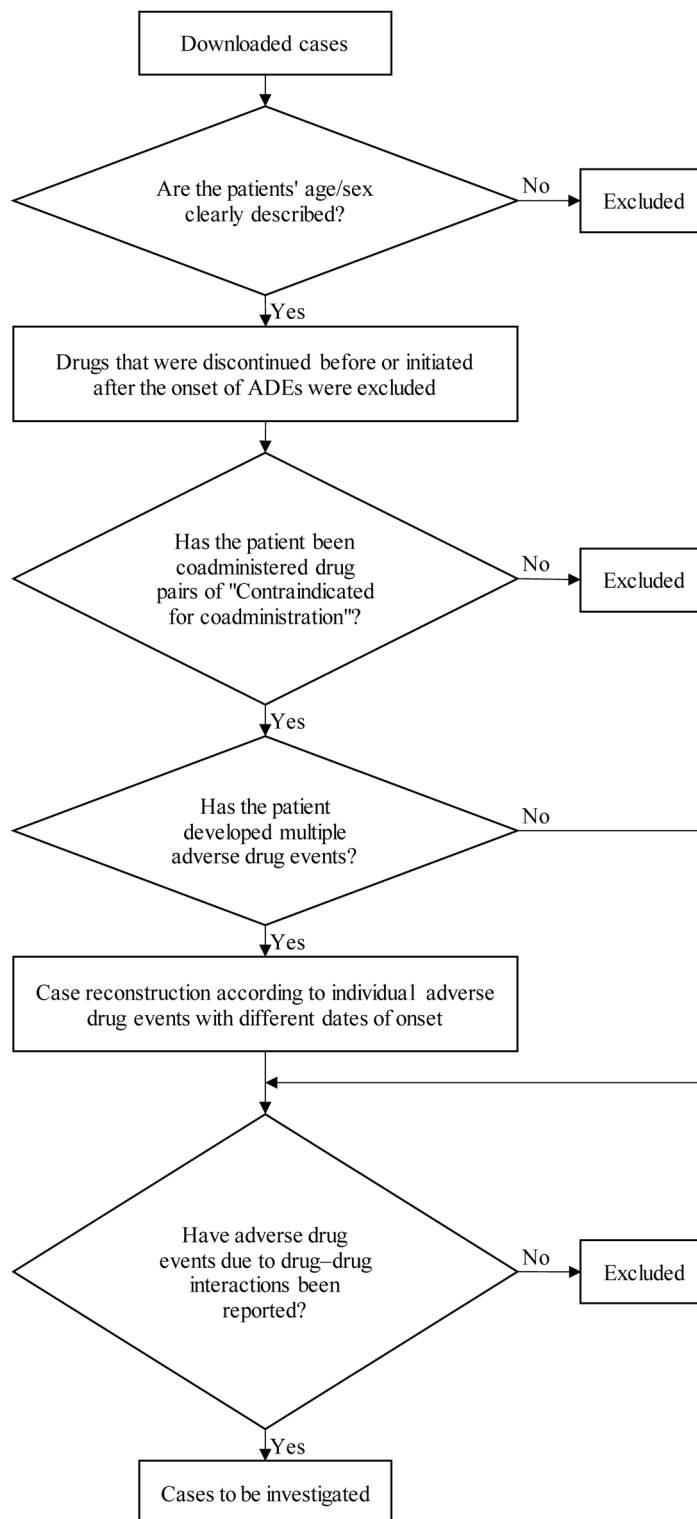 Downloaded cases
Are the patients' age/sex
clearly described?
No
Excluded
Yes
Drugs that were discontinued before or initiated
after the onset of ADEs were excluded
Has the patient been
coadministered drug
pairs of "Contraindicated
for coadministration"?
No
Excluded
Yes
Has the patient
developed multiple
adverse drug events?
No
Yes
Case reconstruction according to individual adverse
drug events with different dates of onset
Have adverse drug
events due to drug–drug
interactions been
reported?
No
Excluded
Yes
Cases to be investigated